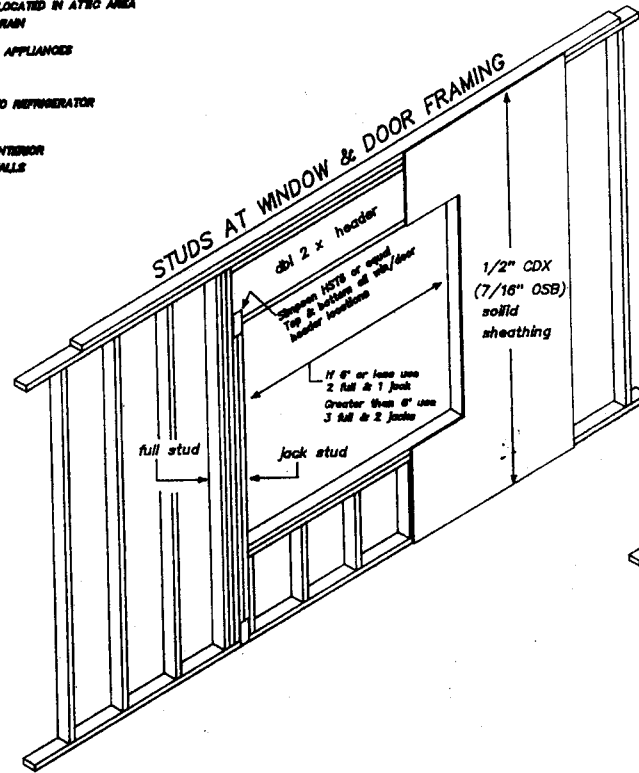 LOCATED IN ATTIC AREA
DRAIN
APPLIANCES
TO REFRIGERATOR
INTERIOR
WALLS
STUDS AT WINDOW & DOOR FRAMING
dbl 2 x header
Simpson HST6 or equal
Top & bottom all win/door
header locations
1/2" CDX
(7/16" OSB)
solid
sheathing
If 6' or less use
2 full & 1 jack
Greater than 6' use
3 full & 2 jacks
full stud
jack stud